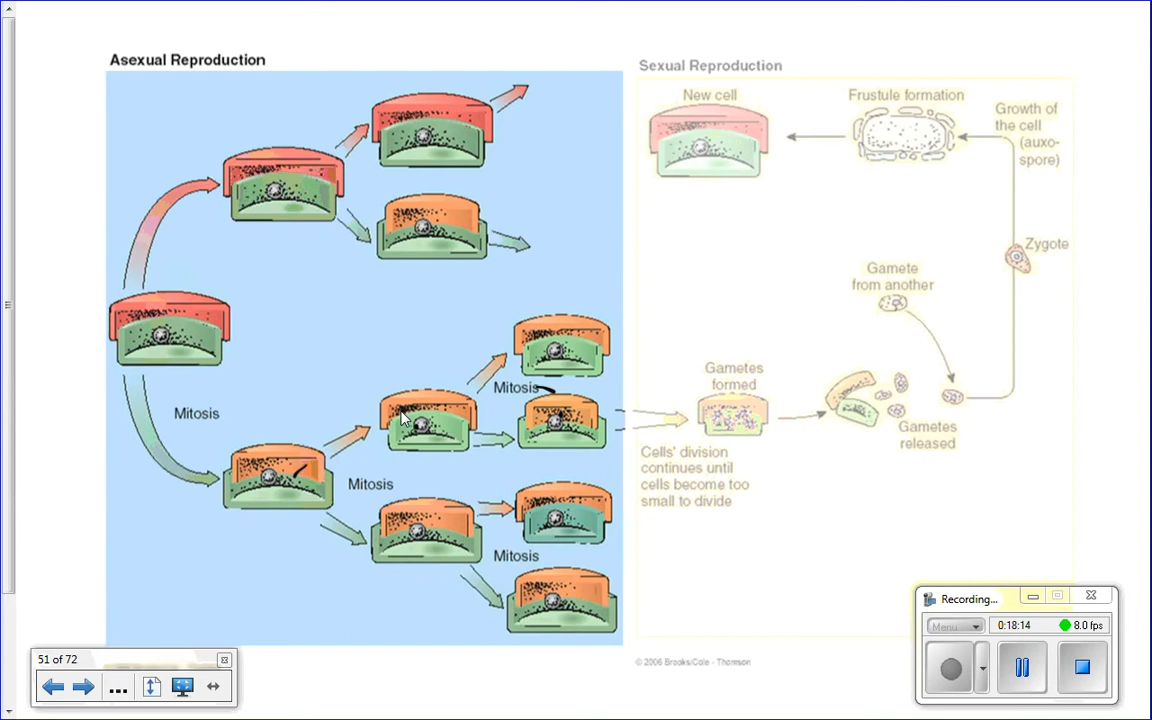 Asexual Reproduction
Mitosis
Mitosis
Mitosis
Mitosis
Sexual Reproduction
New cell
Frustule formation
Growth of
the cell
(auxo-
spore)
Zygote
Gamete
from another
Gametes
formed
Gametes
released
Cells' division
continues until
cells become too
small to divide
© 2006 Brooks/Cole - Thomson
51 of 72
Recording...
Menu
0:18:14
8.0 fps